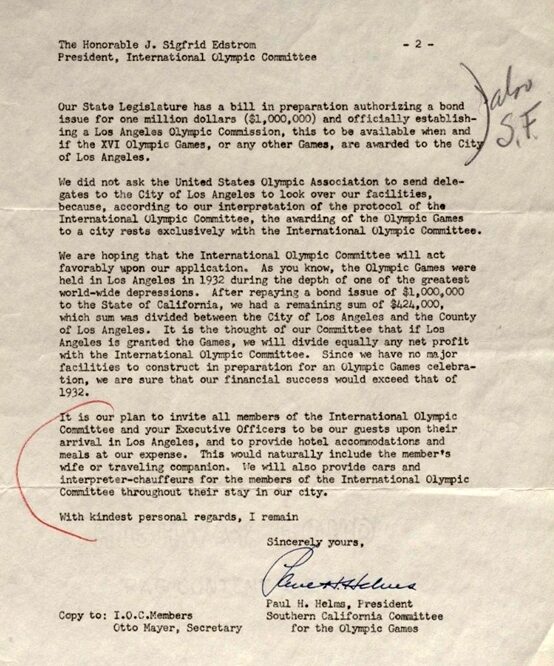 The Honorable J. Sigfrid Edstrom - 2 -
President, International Olympic Committee
Our State Legislature has a bill in preparation authorizing a bond
issue for one million dollars ($1,000,000) and officially establish-
ing a Los Angeles Olympic Commission, this to be available when and
if the XVI Olympic Games, or any other Games, are awarded to the City
of Los Angeles.
also
S.F.
We did not ask the United States Olympic Association to send dele-
gates to the City of Los Angeles to look over our facilities,
because, according to our interpretation of the protocol of the
International Olympic Committee, the awarding of the Olympic Games
to a city rests exclusively with the International Olympic Committee.
We are hoping that the International Olympic Committee will act
favorably upon our application. As you know, the Olympic Games were
held in Los Angeles in 1932 during the depth of one of the greatest
world-wide depressions. After repaying a bond issue of $1,000,000
to the State of California, we had a remaining sum of $424,000,
which sum was divided between the City of Los Angeles and the County
of Los Angeles. It is the thought of our Committee that if Los
Angeles is granted the Games, we will divide equally any net profit
with the International Olympic Committee. Since we have no major
facilities to construct in preparation for an Olympic Games celebra-
tion, we are sure that our financial success would exceed that of
1932.
It is our plan to invite all members of the International Olympic
Committee and your Executive Officers to be our guests upon their
arrival in Los Angeles, and to provide hotel accommodations and
meals at our expense. This would naturally include the member's
wife or traveling companion. We will also provide cars and
interpreter-chauffeurs for the members of the International Olympic
Committee throughout their stay in our city.
With kindest personal regards, I remain
Sincerely yours,
Paul H. Helms
Paul H. Helms, President
Southern California Committee
for the Olympic Games
Copy to: I.O.C.Members
Otto Mayer, Secretary